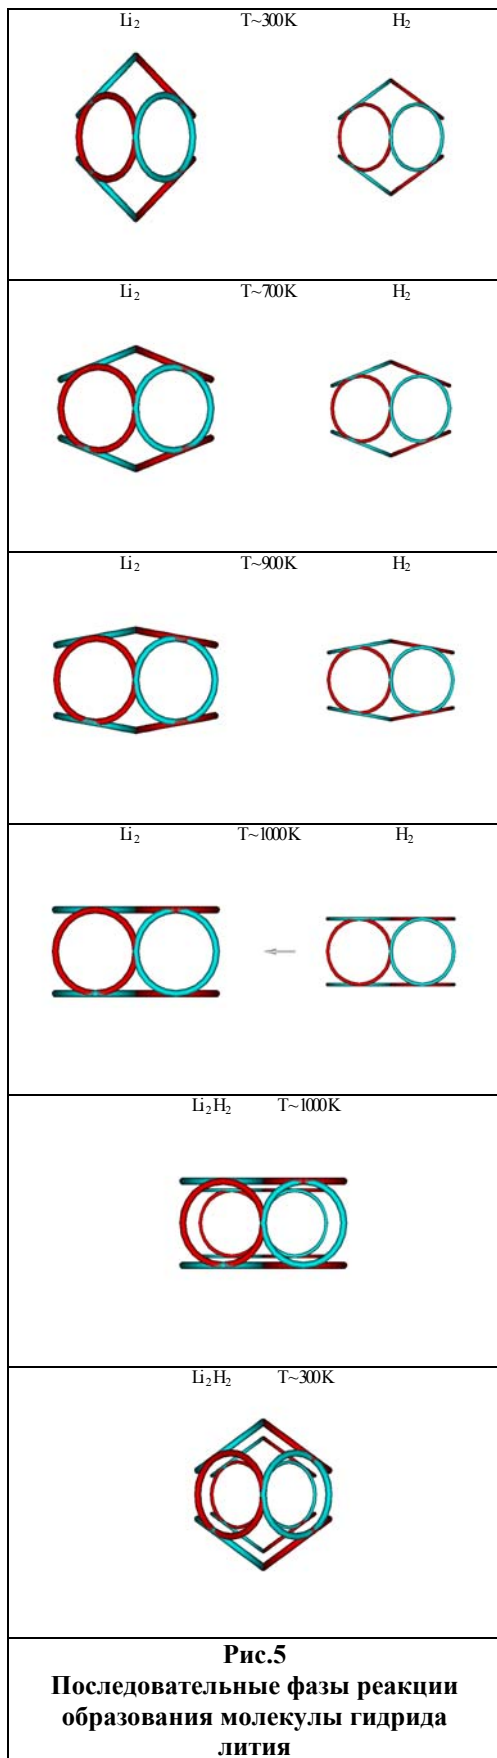 Li₂ T~300K H₂
Li₂ T~700K H₂
Li₂ T~900K H₂
Li₂ T~1000K H₂
Li₂H₂ T~1000K
Li₂H₂ T~300K
Рис.5
Последовательные фазы реакции
образования молекулы гидрида
лития